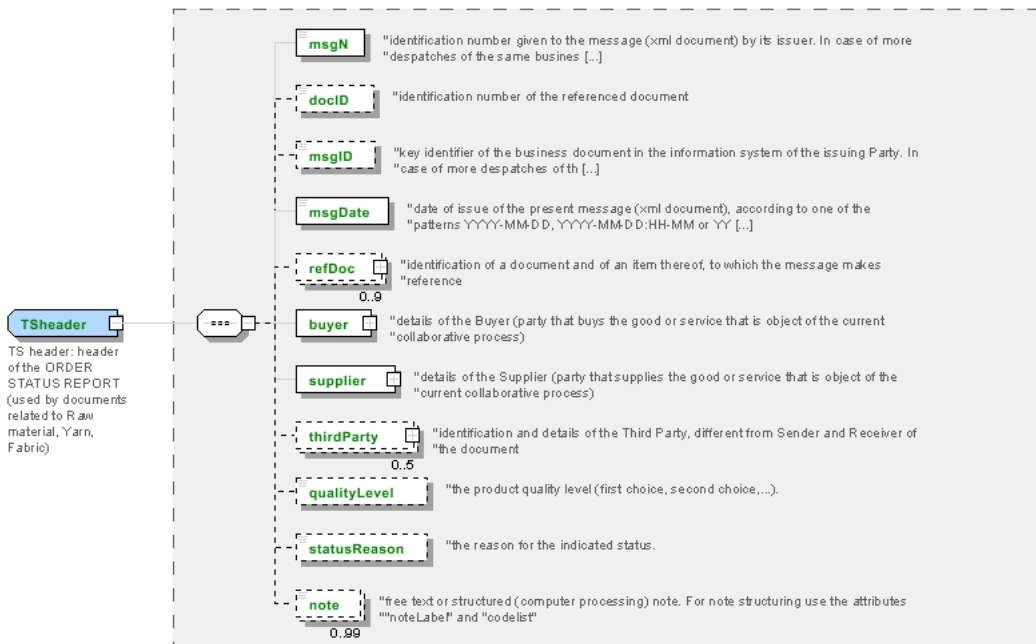 msgN
"identification number given to the message (xml document) by its issuer. In case of more
"despatches of the same busines [...]
docID
"identification number of the referenced document
msgID
"key identifier of the business document in the information system of the issuing Party. In
"case of more despatches of th [...]
msgDate
"date of issue of the present message (xml document), according to one of the
"patterns YYYY-MM-DD, YYYY-MM-DD:HH-MM or YY [...]
refDoc
"identification of a document and of an item thereof, to which the message makes
"reference
0..9
TSheader
TS header: header
of the ORDER
STATUS REPORT
(used by documents
related to Raw
material, Yarn,
Fabric)
buyer
"details of the Buyer (party that buys the good or service that is object of the current
"collaborative process)
supplier
"details of the Supplier (party that supplies the good or service that is object of the
"current collaborative process)
thirdParty
"identification and details of the Third Party, different from Sender and Receiver of
"the document
0..5
qualityLevel
"the product quality level (first choice, second choice,...).
statusReason
"the reason for the indicated status.
note
"free text or structured (computer processing) note. For note structuring use the attributes
""noteLabel" and "codelist"
0..99